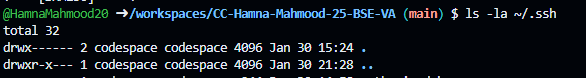 @HamnaMahmood20 ➜/workspaces/CC-Hamna-Mahmood-25-BSE-VA (main) $ ls -la ~/.ssh
total 32
drwx------ 2 codespace codespace 4096 Jan 30 15:24 .
drwxr-x--- 1 codespace codespace 4096 Jan 30 21:28 ..